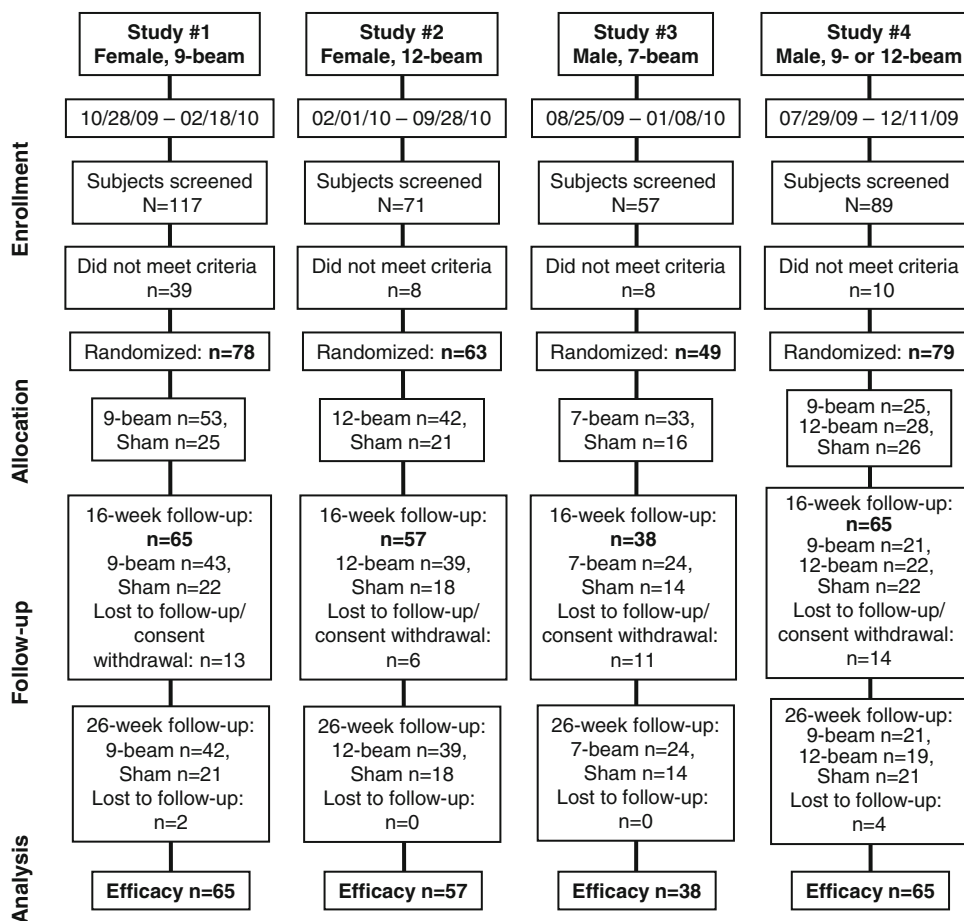 Study #1
Female, 9-beam
10/28/09 – 02/18/10
Subjects screened
N=117
Did not meet criteria
n=39
Randomized: n=78
9-beam n=53,
Sham n=25
16-week follow-up:
n=65
9-beam n=43,
Sham n=22
Lost to follow-up/
consent
withdrawal: n=13
26-week follow-up:
9-beam n=42,
Sham n=21
Lost to follow-up:
n=2
Efficacy n=65
Study #2
Female, 12-beam
02/01/10 – 09/28/10
Subjects screened
N=71
Did not meet criteria
n=8
Randomized: n=63
12-beam n=42,
Sham n=21
16-week follow-up:
n=57
12-beam n=39,
Sham n=18
Lost to follow-up/
consent withdrawal:
n=6
26-week follow-up:
12-beam n=39,
Sham n=18
Lost to follow-up:
n=0
Efficacy n=57
Study #3
Male, 7-beam
08/25/09 – 01/08/10
Subjects screened
N=57
Did not meet criteria
n=8
Randomized: n=49
7-beam n=33,
Sham n=16
16-week follow-up:
n=38
7-beam n=24,
Sham n=14
Lost to follow-up/
consent withdrawal:
n=11
26-week follow-up:
7-beam n=24,
Sham n=14
Lost to follow-up:
n=0
Efficacy n=38
Study #4
Male, 9- or 12-beam
07/29/09 – 12/11/09
Subjects screened
N=89
Did not meet criteria
n=10
Randomized: n=79
9-beam n=25,
12-beam n=28,
Sham n=26
16-week follow-up:
n=65
9-beam n=21,
12-beam n=22,
Sham n=22
Lost to follow-up/
consent withdrawal:
n=14
26-week follow-up:
9-beam n=21,
12-beam n=19,
Sham n=21
Lost to follow-up:
n=4
Efficacy n=65
Enrollment
Allocation
Follow-up
Analysis